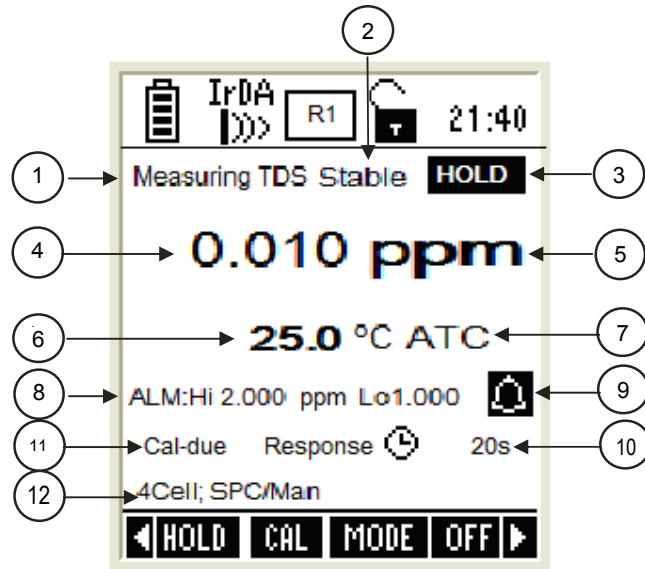 2
IrDA R1 21:40
1 Measuring TDS Stable HOLD 3
4 0.010 ppm 5
6 25.0 °C ATC 7
8 ALM:Hi 2.000 ppm Lo1.000 9
11 Cal-due Response 20s 10
12 4Cell; SPC/Man
HOLD CAL MODE OFF